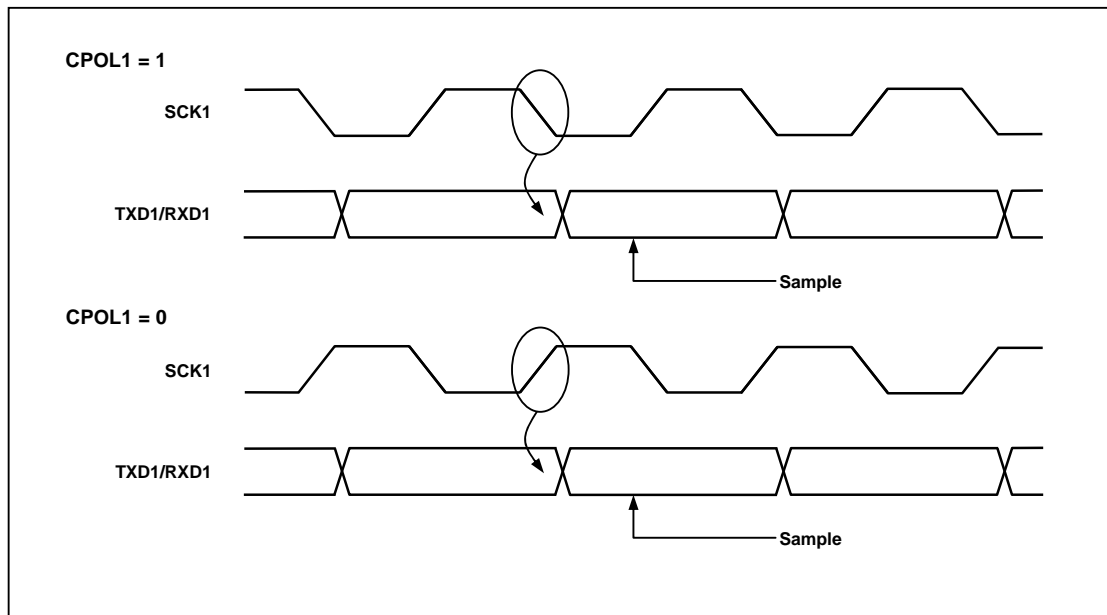 CPOL1 = 1
SCK1
TXD1/RXD1
Sample
CPOL1 = 0
SCK1
TXD1/RXD1
Sample